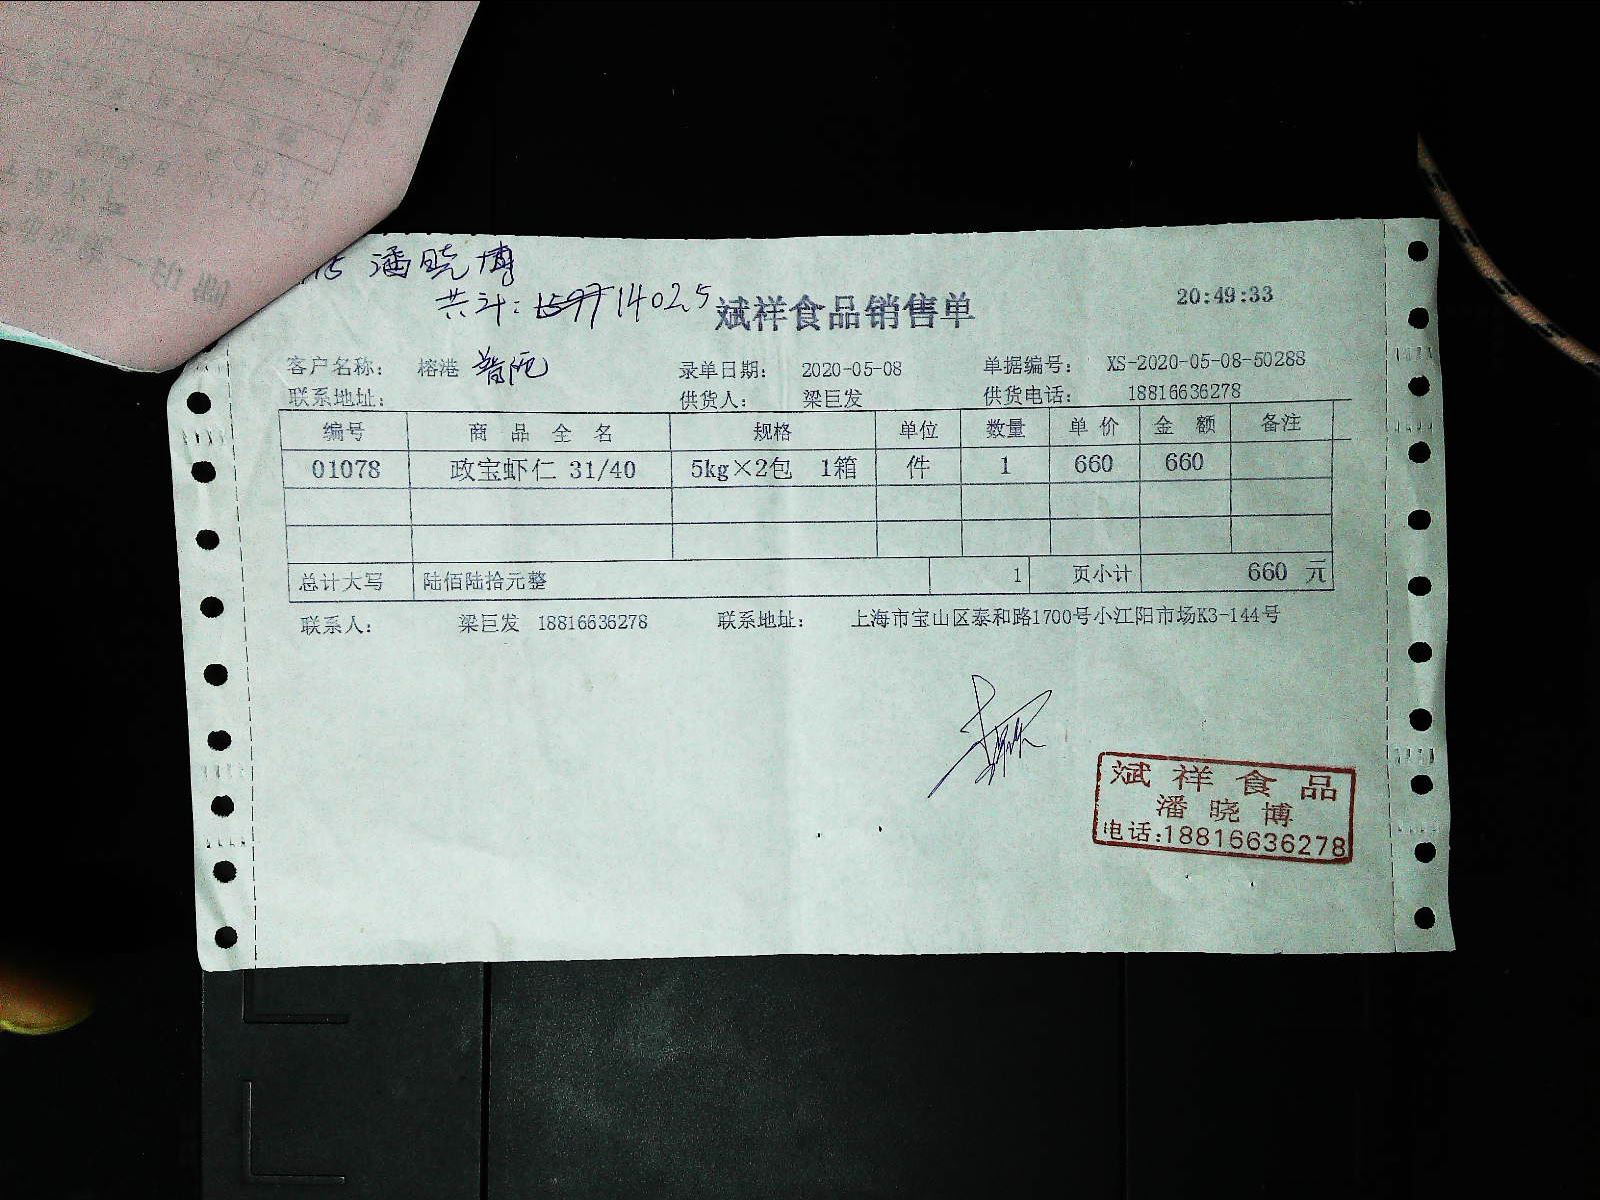 潘晓博
共计：14025
斌祥食品销售单 20:49:33
客户名称： 榕港 普陀 录单日期： 2020-05-08 单据编号： XS-2020-05-08-50288
联系地址： 供货人： 梁巨发 供货电话： 18816636278
编号 商品全名 规格 单位 数量 单价 金额 备注
01078 政宝虾仁 31/40 5kg×2包 1箱 件 1 660 660
总计大写 陆佰陆拾元整 1 页小计 660 元
联系人： 梁巨发 18816636278 联系地址： 上海市宝山区泰和路1700号小江阳市场K3-144号
斌祥食品
潘晓博
电话:18816636278